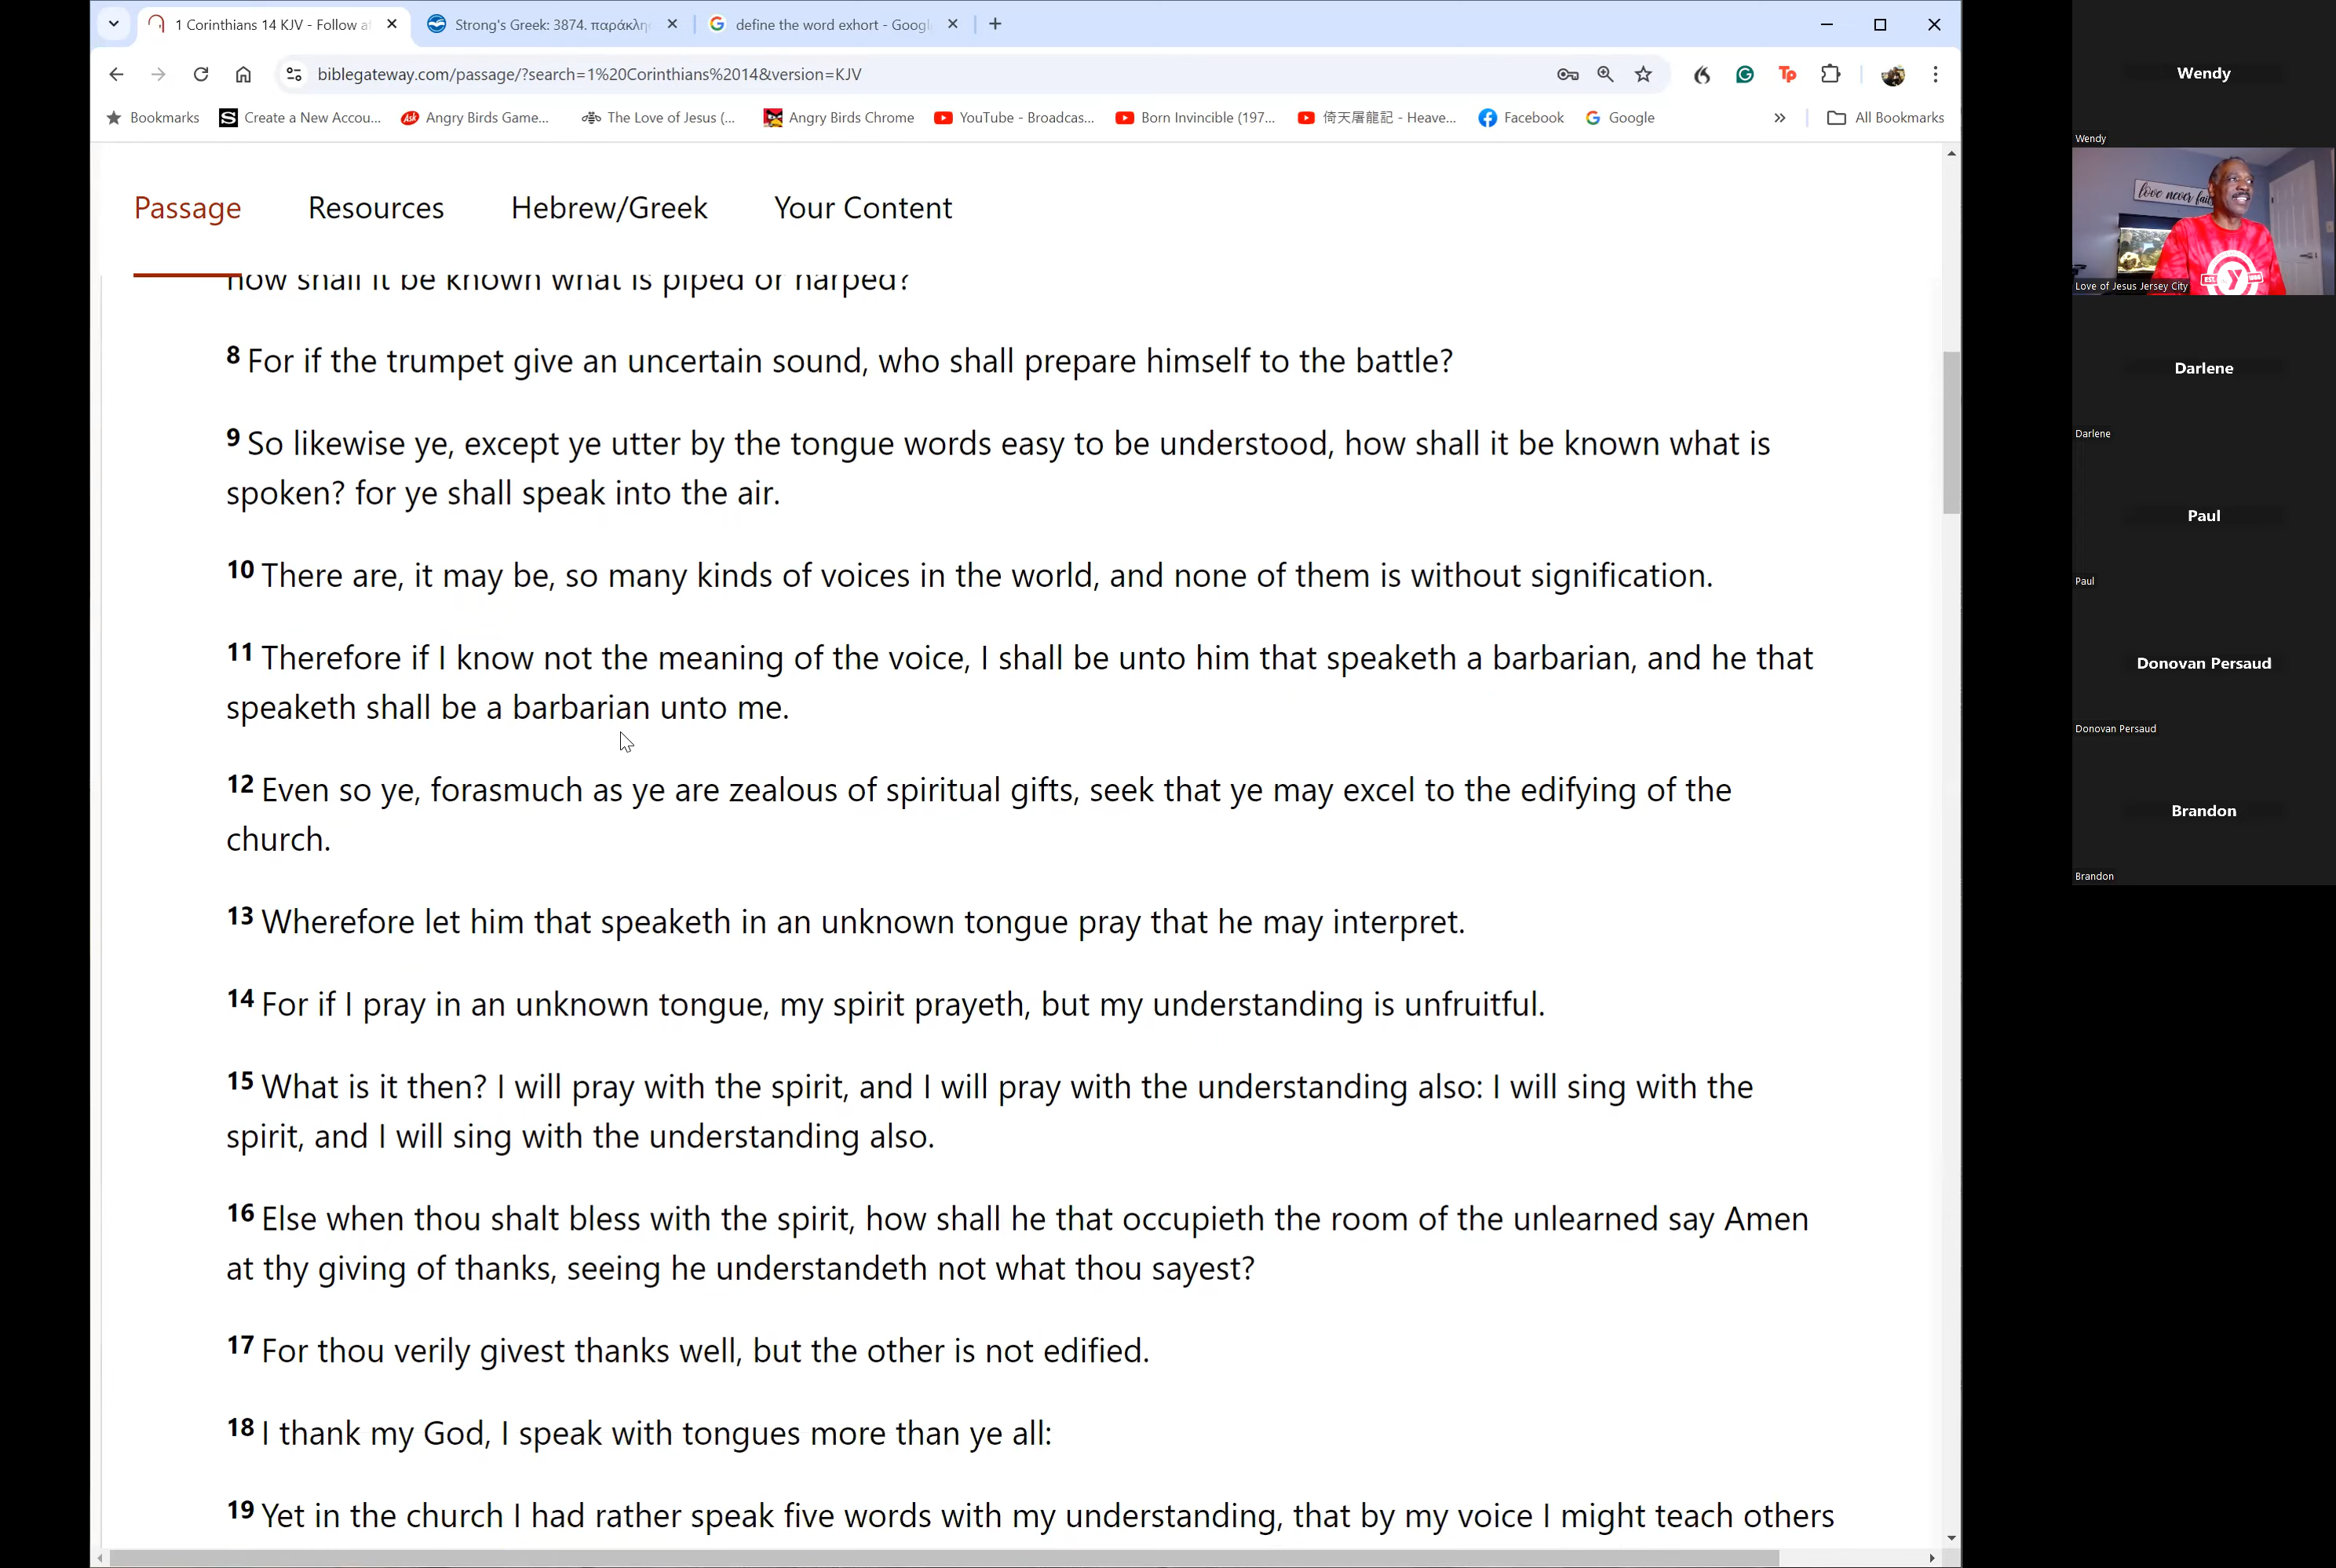 1 Corinthians 14 KJV - Follow af
Strong's Greek: 3874. παράκλη
define the word exhort - Googl
biblegateway.com/passage/?search=1%20Corinthians%2014&version=KJV
Bookmarks
Create a New Accou...
Angry Birds Game...
The Love of Jesus (...
Angry Birds Chrome
YouTube - Broadcas...
Born Invincible (197...
倚天屠龍記 - Heave...
Facebook
Google
All Bookmarks
Passage
Resources
Hebrew/Greek
Your Content
how shall it be known what is piped or harped?
8 For if the trumpet give an uncertain sound, who shall prepare himself to the battle?
9 So likewise ye, except ye utter by the tongue words easy to be understood, how shall it be known what is
spoken? for ye shall speak into the air.
10 There are, it may be, so many kinds of voices in the world, and none of them is without signification.
11 Therefore if I know not the meaning of the voice, I shall be unto him that speaketh a barbarian, and he that
speaketh shall be a barbarian unto me.
12 Even so ye, forasmuch as ye are zealous of spiritual gifts, seek that ye may excel to the edifying of the
church.
13 Wherefore let him that speaketh in an unknown tongue pray that he may interpret.
14 For if I pray in an unknown tongue, my spirit prayeth, but my understanding is unfruitful.
15 What is it then? I will pray with the spirit, and I will pray with the understanding also: I will sing with the
spirit, and I will sing with the understanding also.
16 Else when thou shalt bless with the spirit, how shall he that occupieth the room of the unlearned say Amen
at thy giving of thanks, seeing he understandeth not what thou sayest?
17 For thou verily givest thanks well, but the other is not edified.
18 I thank my God, I speak with tongues more than ye all:
19 Yet in the church I had rather speak five words with my understanding, that by my voice I might teach others
Wendy
Wendy
love never fai
Love of Jesus Jersey City
Darlene
Darlene
Paul
Paul
Donovan Persaud
Donovan Persaud
Brandon
Brandon